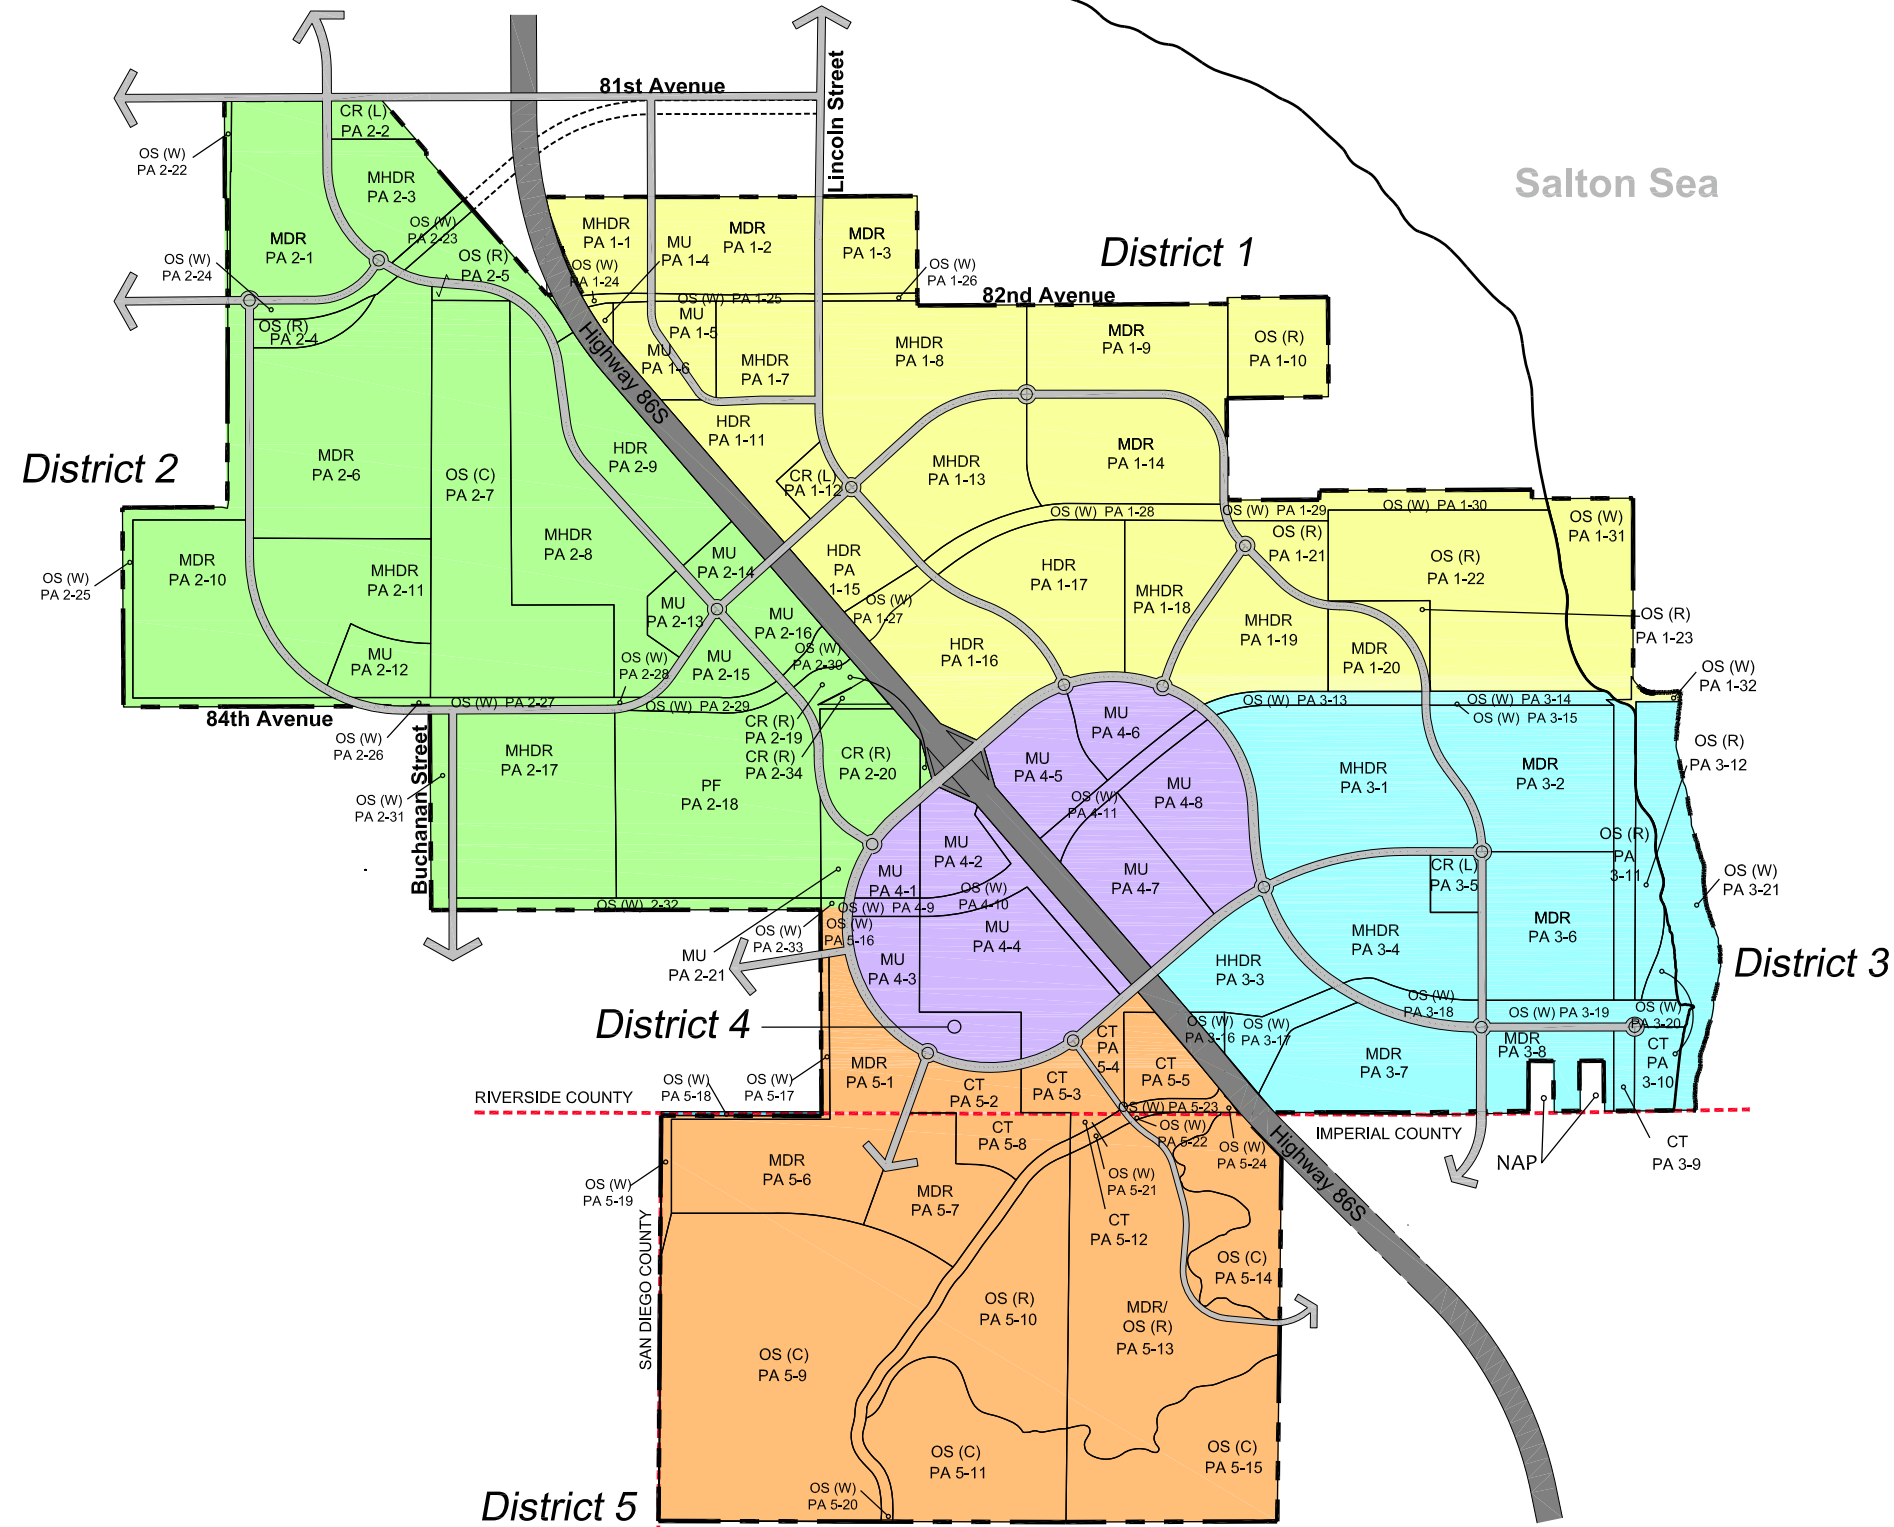 81st Avenue
Lincoln Street
Salton Sea
CR (L)
PA 2-2
OS (W)
PA 2-22
MHDR
PA 2-3
OS (W)
PA 2-23
MDR
PA 2-1
OS (W)
PA 2-24
OS (R)
PA 2-5
OS (R)
PA 2-4
MHDR
PA 1-1
MU
PA 1-4
MDR
PA 1-2
MDR
PA 1-3
OS (W)
PA 1-24
OS (W) PA 1-25
OS (W)
PA 1-26
District 1
82nd Avenue
MU
PA 1-5
MU
PA 1-6
MHDR
PA 1-7
MHDR
PA 1-8
MDR
PA 1-9
OS (R)
PA 1-10
Highway 86S
HDR
PA 1-11
CR (L)
PA 1-12
MHDR
PA 1-13
MDR
PA 1-14
District 2
MDR
PA 2-6
OS (C)
PA 2-7
HDR
PA 2-9
MHDR
PA 2-8
MDR
PA 2-10
OS (W)
PA 2-25
MHDR
PA 2-11
MU
PA 2-12
MU
PA 2-14
MU
PA 2-13
MU
PA 2-16
MU
PA 2-15
OS (W)
PA 2-28
OS (W)
PA 2-30
HDR
PA
1-15
OS (W)
PA 1-27
OS (W) PA 1-28
OS (W) PA 1-29
OS (W) PA 1-30
OS (W)
PA 1-31
OS (R)
PA 1-21
OS (R)
PA 1-22
HDR
PA 1-17
MHDR
PA 1-18
MHDR
PA 1-19
MDR
PA 1-20
HDR
PA 1-16
OS (R)
PA 1-23
OS (W)
PA 1-32
84th Avenue
OS (W) PA 2-27
OS (W) PA 2-29
OS (W)
PA 2-26
Buchanan Street
OS (W)
PA 2-31
MHDR
PA 2-17
PF
PA 2-18
CR (R)
PA 2-19
CR (R)
PA 2-34
CR (R)
PA 2-20
MU
PA 4-6
MU
PA 4-5
MU
PA 4-8
OS (W)
PA 4-11
MU
PA 4-7
OS (W) PA 3-13
OS (W) PA 3-14
OS (W) PA 3-15
MHDR
PA 3-1
MDR
PA 3-2
OS (R)
PA 3-12
OS (R)
PA
3-11
OS (W)
PA 3-21
CR (L)
PA 3-5
MDR
PA 3-6
MHDR
PA 3-4
HHDR
PA 3-3
District 3
MU
PA 4-2
MU
PA 4-1
OS (W) PA 4-9
OS (W)
PA 4-10
MU
PA 4-4
MU
PA 4-3
OS (W) 2-32
OS (W)
PA 2-33
OS (W)
PA 5-16
MU
PA 2-21
District 4
OS (W)
PA 3-16
OS (W)
PA 3-17
OS (W)
PA 3-18
OS (W) PA 3-19
OS (W)
PA 3-20
MDR
PA 3-7
MDR
PA 3-8
CT
PA
3-10
CT
PA 3-9
NAP
RIVERSIDE COUNTY
IMPERIAL COUNTY
SAN DIEGO COUNTY
OS (W)
PA 5-18
OS (W)
PA 5-17
MDR
PA 5-1
CT
PA 5-2
CT
PA 5-3
CT
PA
5-4
CT
PA 5-5
OS (W) PA 5-23
OS (W)
PA 5-22
OS (W)
PA 5-24
Highway 86S
CT
PA 5-8
MDR
PA 5-6
OS (W)
PA 5-19
MDR
PA 5-7
OS (W)
PA 5-21
CT
PA 5-12
OS (C)
PA 5-14
OS (R)
PA 5-10
MDR/
OS (R)
PA 5-13
OS (C)
PA 5-9
OS (C)
PA 5-11
OS (C)
PA 5-15
OS (W)
PA 5-20
District 5